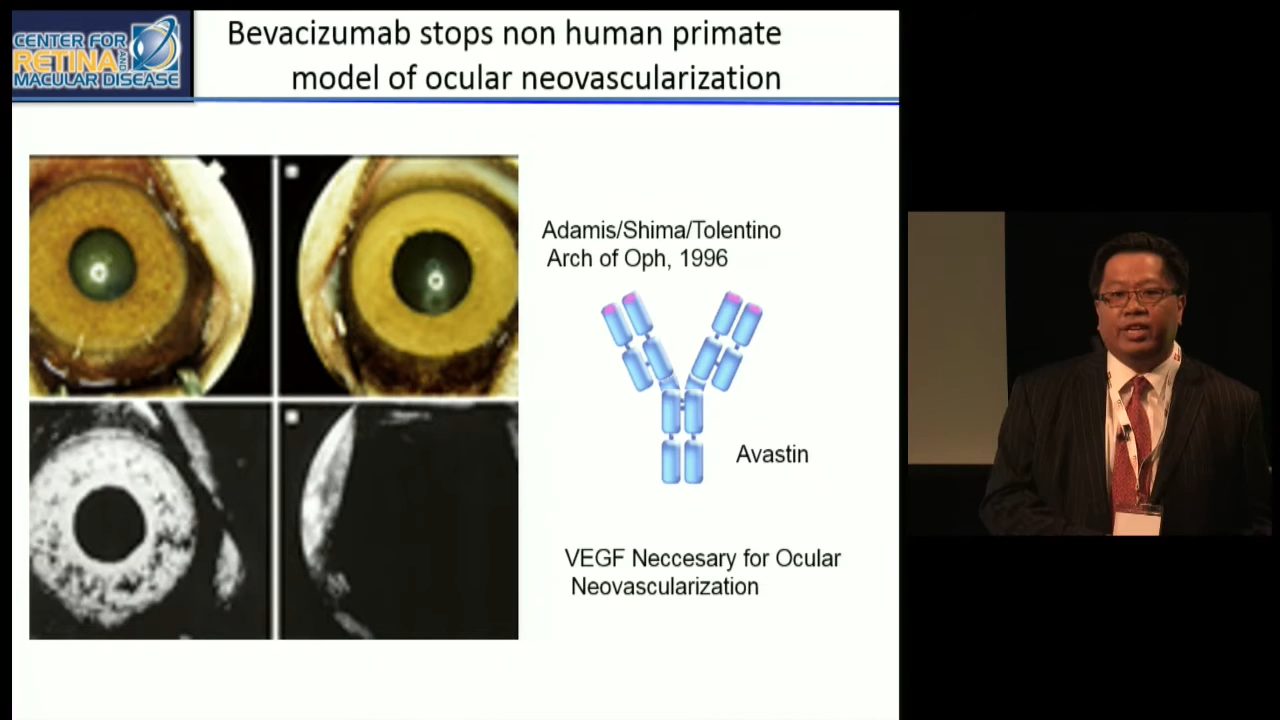 CENTER FOR
RETINA AND
MACULAR DISEASE
Bevacizumab stops non human primate
model of ocular neovascularization
Adamis/Shima/Tolentino
Arch of Oph, 1996
Avastin
VEGF Neccesary for Ocular
Neovascularization